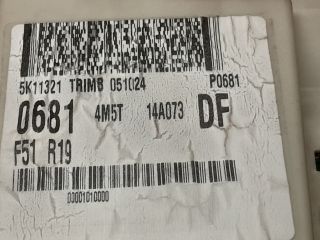 5K11321 TRIMB 051024 P0681
0681 4M5T 14A073 DF
F51 R19
00001010000